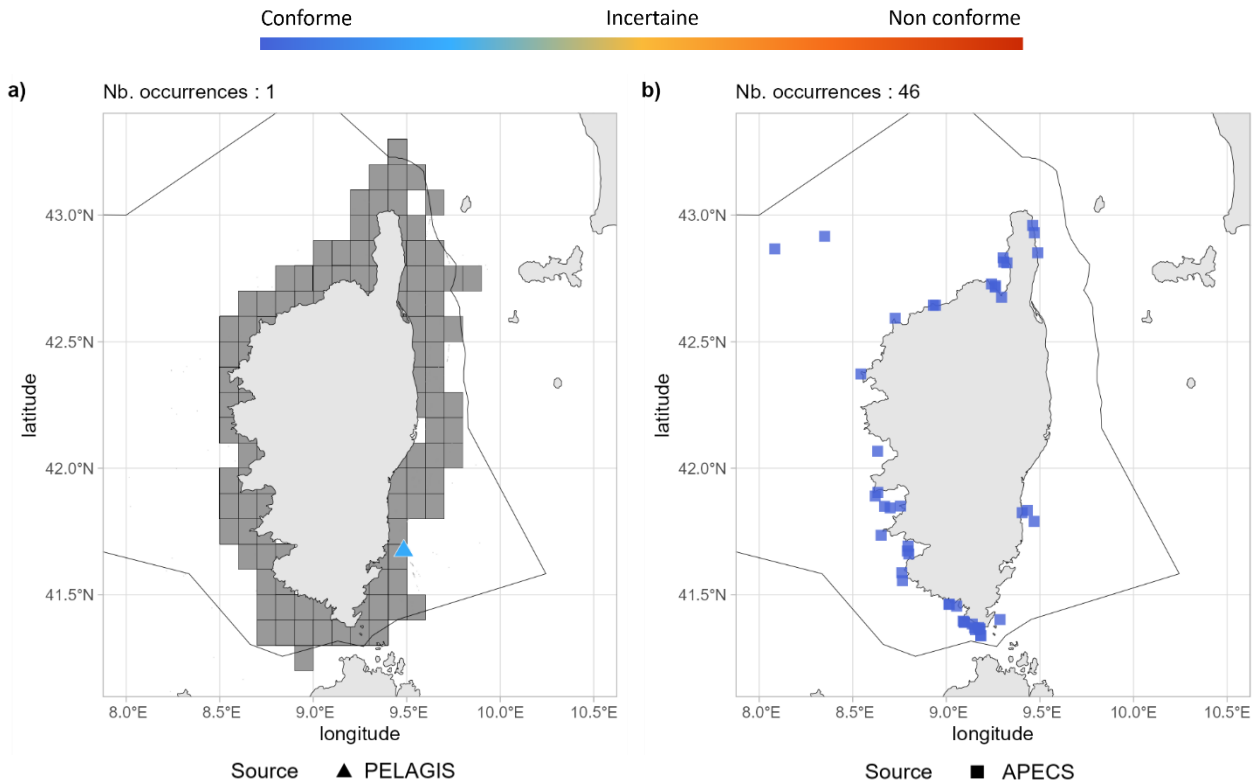 Conforme Incertaine Non conforme
a) Nb. occurrences : 1
43.0°N
42.5°N
42.0°N
41.5°N
latitude
8.0°E 8.5°E 9.0°E 9.5°E 10.0°E 10.5°E
longitude
Source PELAGIS
b) Nb. occurrences : 46
43.0°N
42.5°N
42.0°N
41.5°N
latitude
8.0°E 8.5°E 9.0°E 9.5°E 10.0°E 10.5°E
longitude
Source APECS